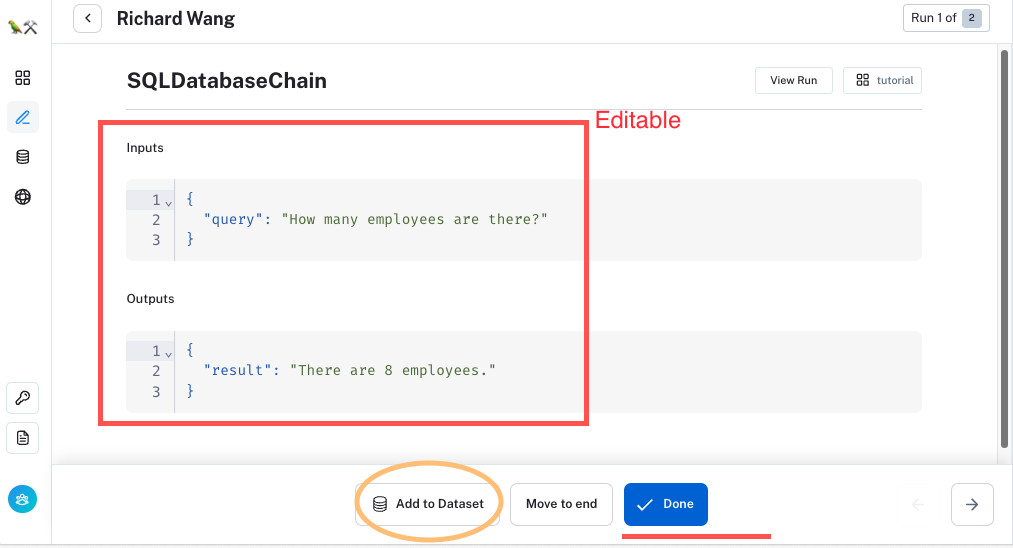 Richard Wang
Run 1 of 2
SQLDatabaseChain
View Run
tutorial
Editable
Inputs
1 {
2 "query": "How many employees are there?"
3 }
Outputs
1 {
2 "result": "There are 8 employees."
3 }
Add to Dataset
Move to end
Done